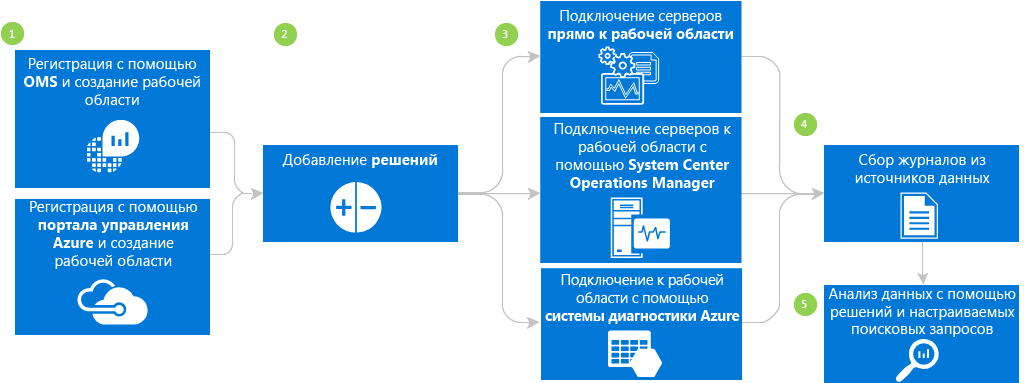 1
Регистрация с помощью
OMS и создание рабочей
области
Регистрация с помощью
портала управления
Azure и создание
рабочей области
2
Добавление решений
3
Подключение серверов
прямо к рабочей области
Подключение серверов к
рабочей области с
помощью System Center
Operations Manager
Подключение к рабочей
области с помощью
системы диагностики Azure
4
Сбор журналов из
источников данных
5
Анализ данных с помощью
решений и настраиваемых
поисковых запросов